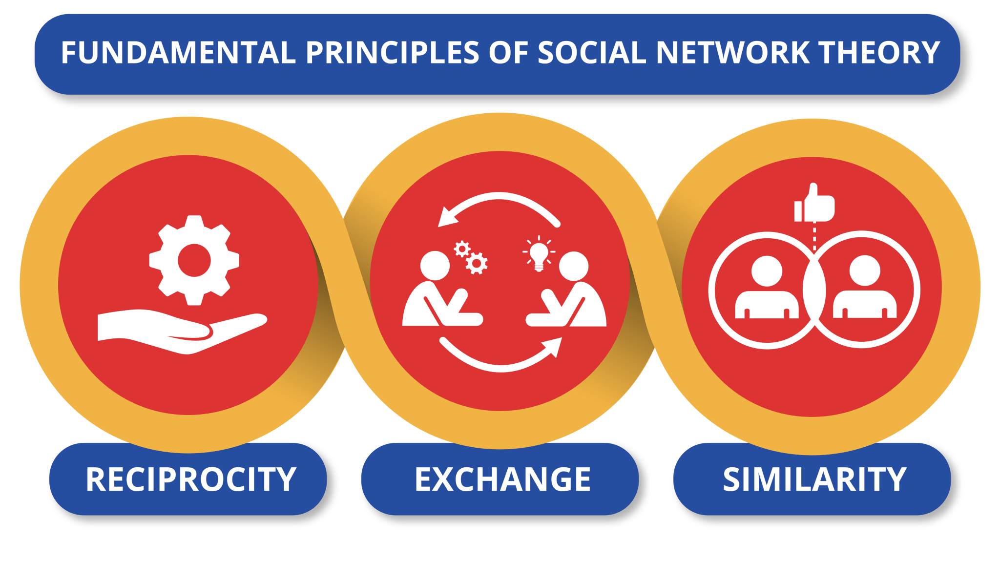 FUNDAMENTAL PRINCIPLES OF SOCIAL NETWORK THEORY
RECIPROCITY
EXCHANGE
SIMILARITY